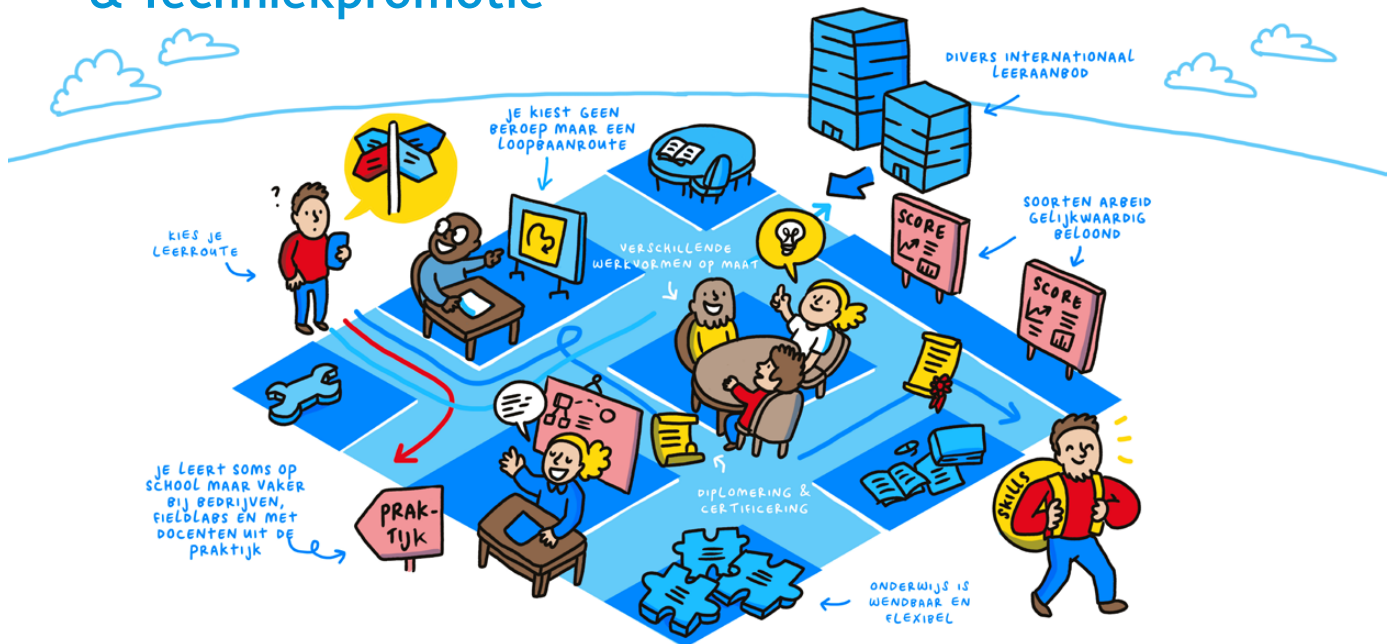 & Techniekpromotie
DIVERS INTERNATIONAAL
LEERAANBOD
JE KIEST GEEN
BEROEP MAAR EEN
LOOPBAANROUTE
?
KIES JE
LEERROUTE
VERSCHILLENDE
WERKVORMEN OP MAAT
SCORE
SOORTEN ARBEID
GELIJKWAARDIG
BELOOND
SCORE
JE LEERT SOMS OP
SCHOOL MAAR VAKER
BIJ BEDRIJVEN,
FIELDLABS EN MET
DOCENTEN UIT DE
PRAKTIJK
PRAK-
TIJK
DIPLOMERING &
CERTIFICERING
SKILLS
ONDERWIJS IS
WENDBAAR EN
FLEXIBEL